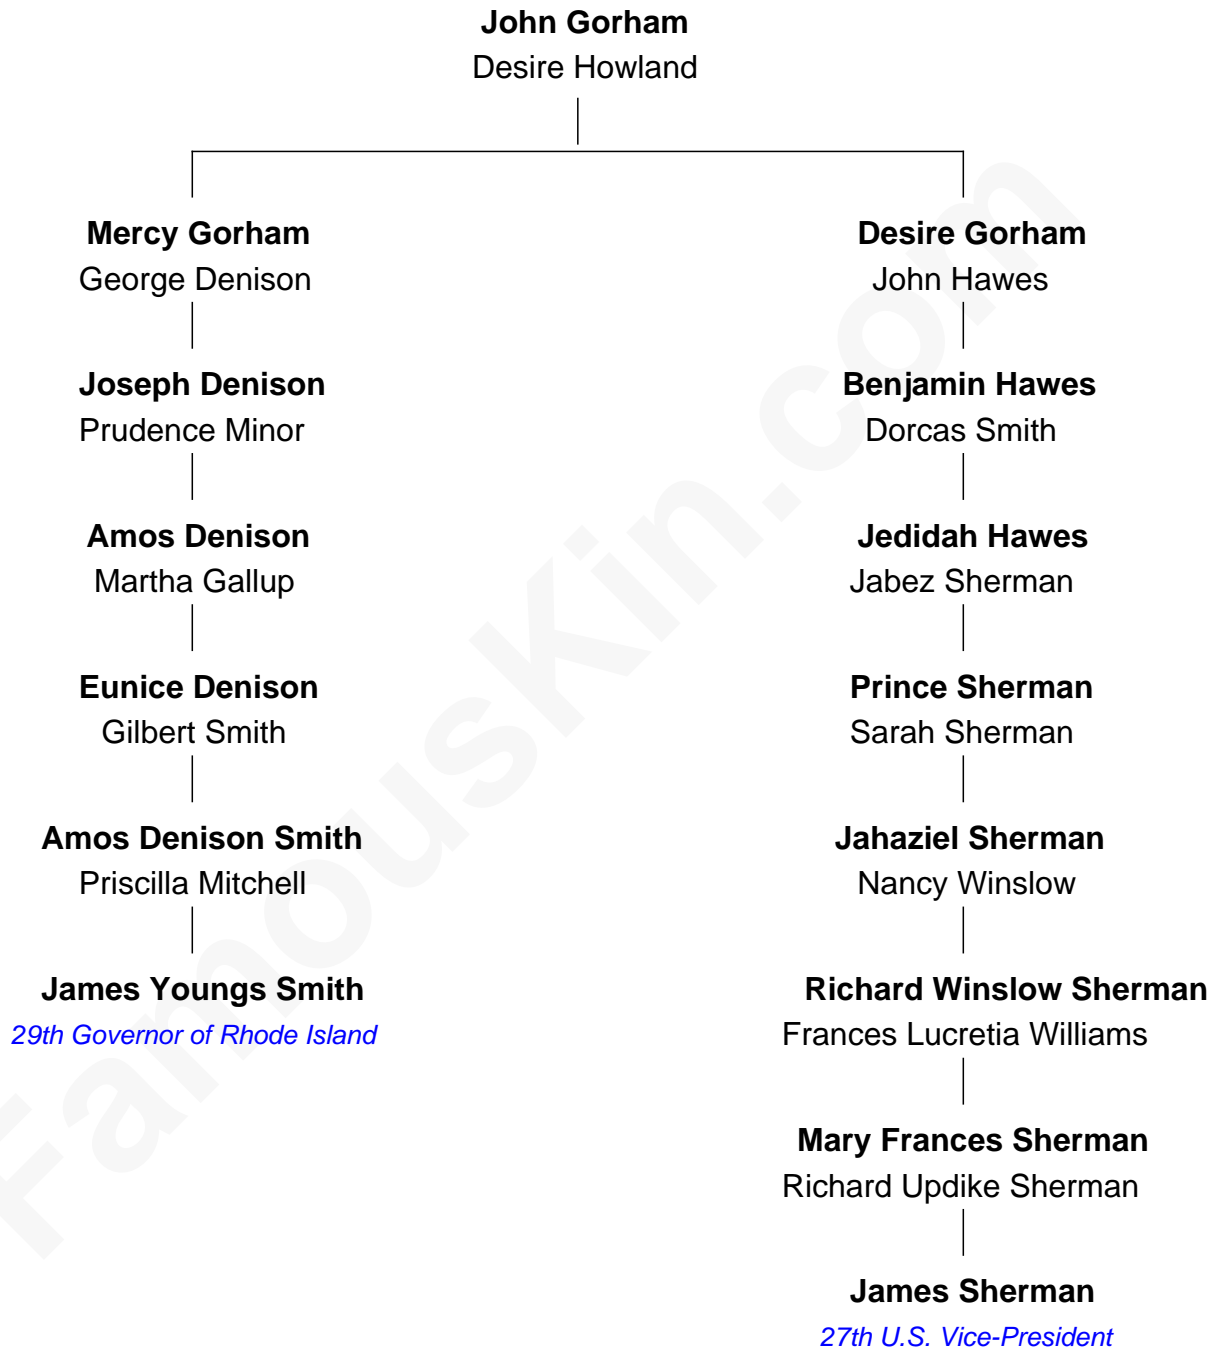 John Gorham
Desire Howland
Mercy Gorham
George Denison
Joseph Denison
Prudence Minor
Amos Denison
Martha Gallup
Eunice Denison
Gilbert Smith
Amos Denison Smith
Priscilla Mitchell
James Youngs Smith
29th Governor of Rhode Island
Desire Gorham
John Hawes
Benjamin Hawes
Dorcas Smith
Jedidah Hawes
Jabez Sherman
Prince Sherman
Sarah Sherman
Jahaziel Sherman
Nancy Winslow
Richard Winslow Sherman
Frances Lucretia Williams
Mary Frances Sherman
Richard Updike Sherman
James Sherman
27th U.S. Vice-President
FamousKin.com